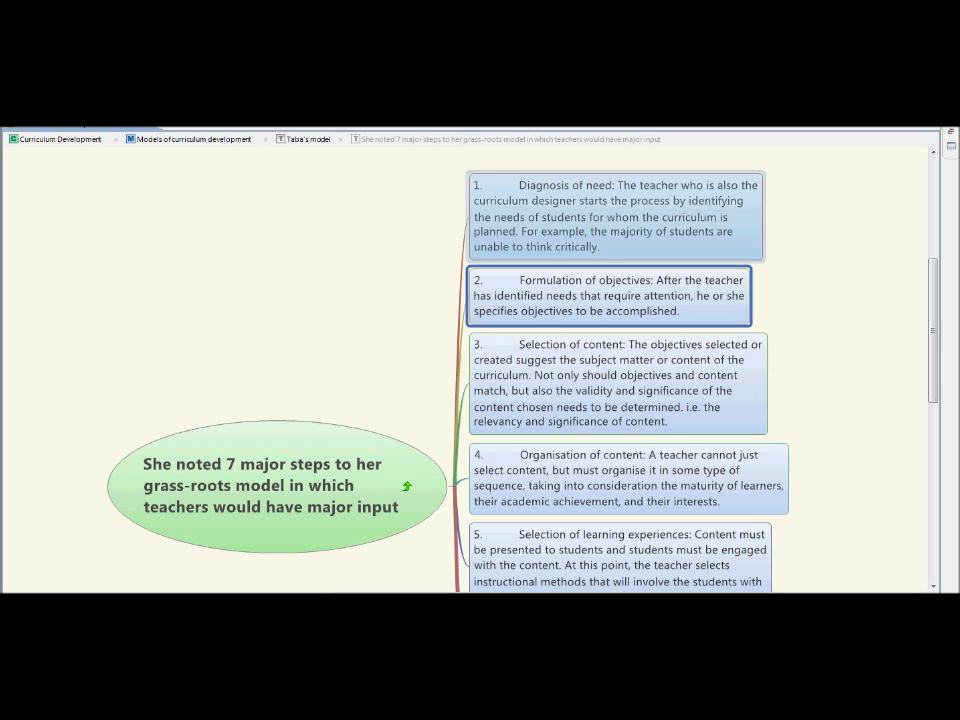 Curriculum Development > Models of curriculum development > Taba's model > She noted 7 major steps to her grass-roots model in which teachers would have major input
1. Diagnosis of need: The teacher who is also the
curriculum designer starts the process by identifying
the needs of students for whom the curriculum is
planned. For example, the majority of students are
unable to think critically.
2. Formulation of objectives: After the teacher
has identified needs that require attention, he or she
specifies objectives to be accomplished.
3. Selection of content: The objectives selected or
created suggest the subject matter or content of the
curriculum. Not only should objectives and content
match, but also the validity and significance of the
content chosen needs to be determined. i.e. the
relevancy and significance of content.
She noted 7 major steps to her
grass-roots model in which
teachers would have major input
4. Organisation of content: A teacher cannot just
select content, but must organise it in some type of
sequence, taking into consideration the maturity of learners,
their academic achievement, and their interests.
5. Selection of learning experiences: Content must
be presented to students and students must be engaged
with the content. At this point, the teacher selects
instructional methods that will involve the students with